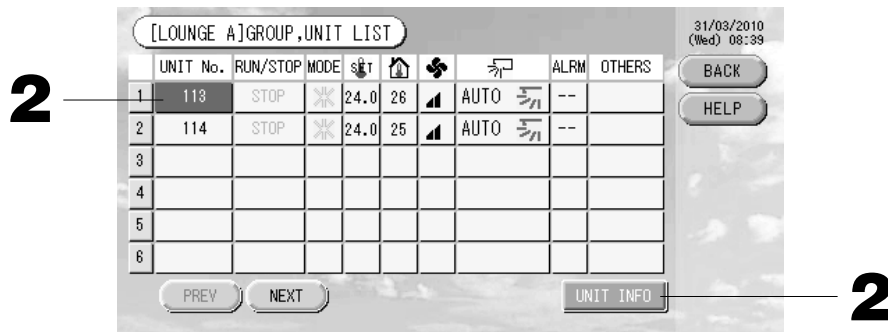 [LOUNGE A]GROUP,UNIT LIST
31/03/2010
(Wed) 08:39
UNIT No. RUN/STOP MODE SET ALRM OTHERS
BACK
2
1 113 STOP 24.0 26 AUTO --
HELP
2 114 STOP 24.0 25 AUTO --
3
4
5
6
PREV NEXT UNIT INFO
2